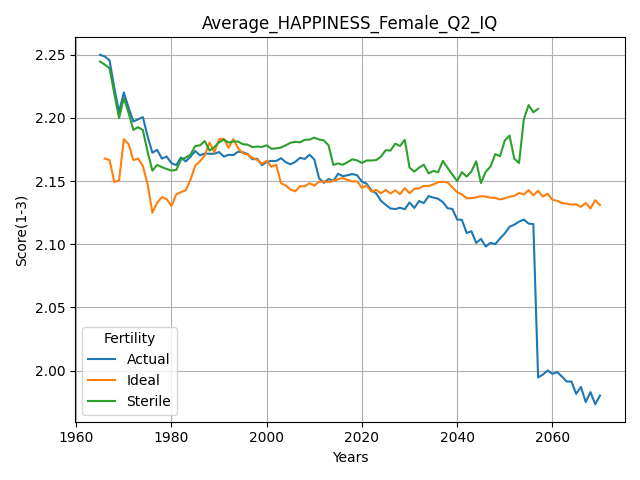 Average_HAPPINESS_Female_Q2_IQ
Score(1-3)
2.25
2.20
2.15
2.10
2.05
2.00
Fertility
Actual
Ideal
Sterile
1960
1980
2000
2020
2040
2060
Years